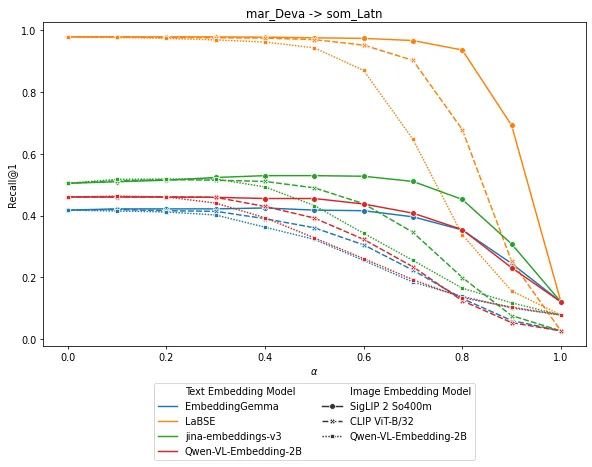 mar_Deva -> som_Latn
1.0
0.8
0.6
0.4
0.2
0.0
Recall@1
0.0 0.2 0.4 0.6 0.8 1.0
α
Text Embedding Model Image Embedding Model
EmbeddingGemma SigLIP 2 So400m
LaBSE CLIP ViT-B/32
jina-embeddings-v3 Qwen-VL-Embedding-2B
Qwen-VL-Embedding-2B